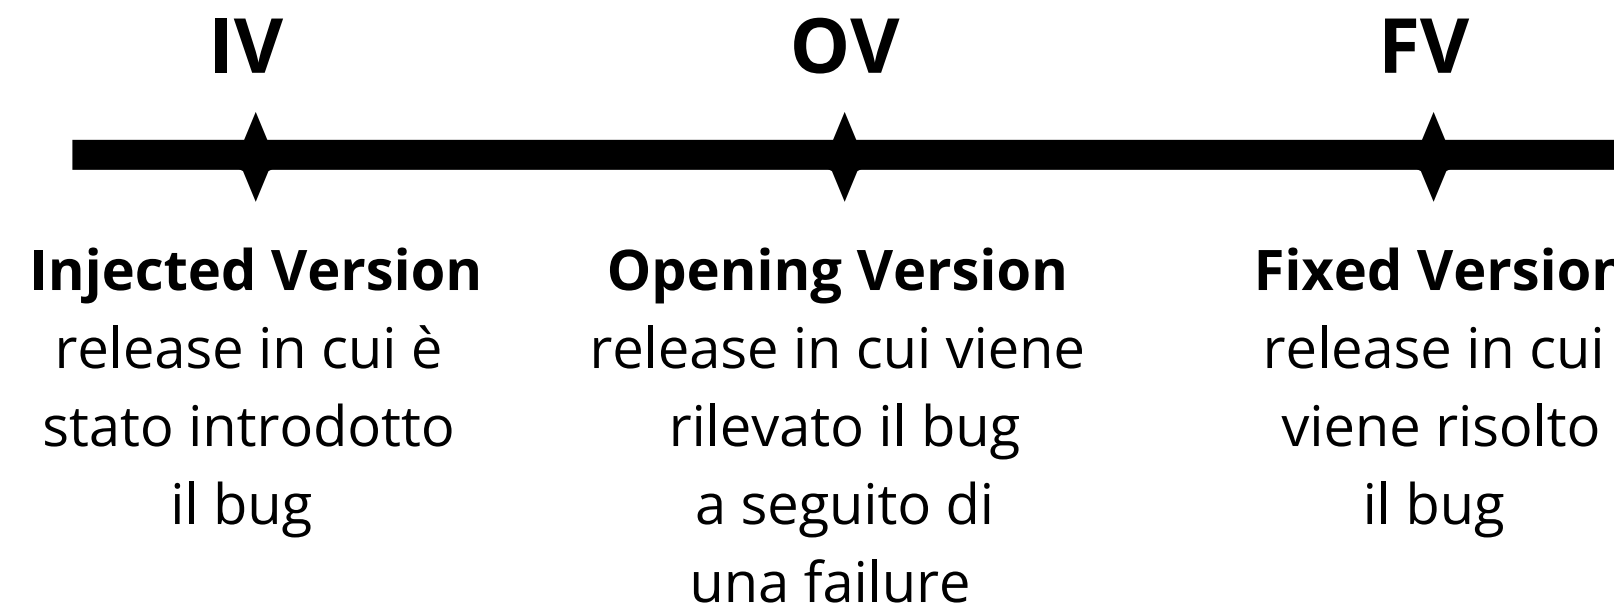 IV
OV
FV
Injected Version
release in cui è
stato introdotto
il bug
Opening Version
release in cui viene
rilevato il bug
a seguito di
una failure
Fixed Version
release in cui
viene risolto
il bug